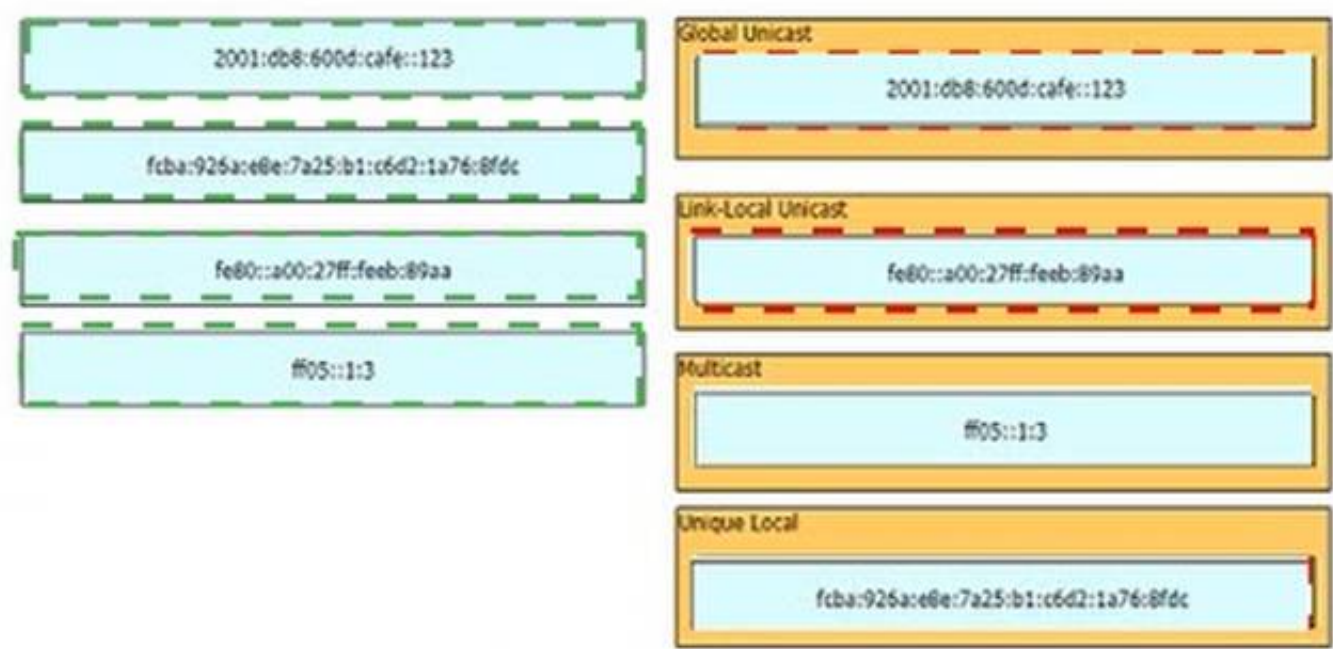 2001:db8:600d:cafe::123
fcba:926a:e8e:7a25:b1:c6d2:1a76:8fdc
fe80::a00:27ff:feeb:89aa
ff05::1:3
Global Unicast
2001:db8:600d:cafe::123
Link-Local Unicast
fe80::a00:27ff:feeb:89aa
Multicast
ff05::1:3
Unique Local
fcba:926a:e8e:7a25:b1:c6d2:1a76:8fdc